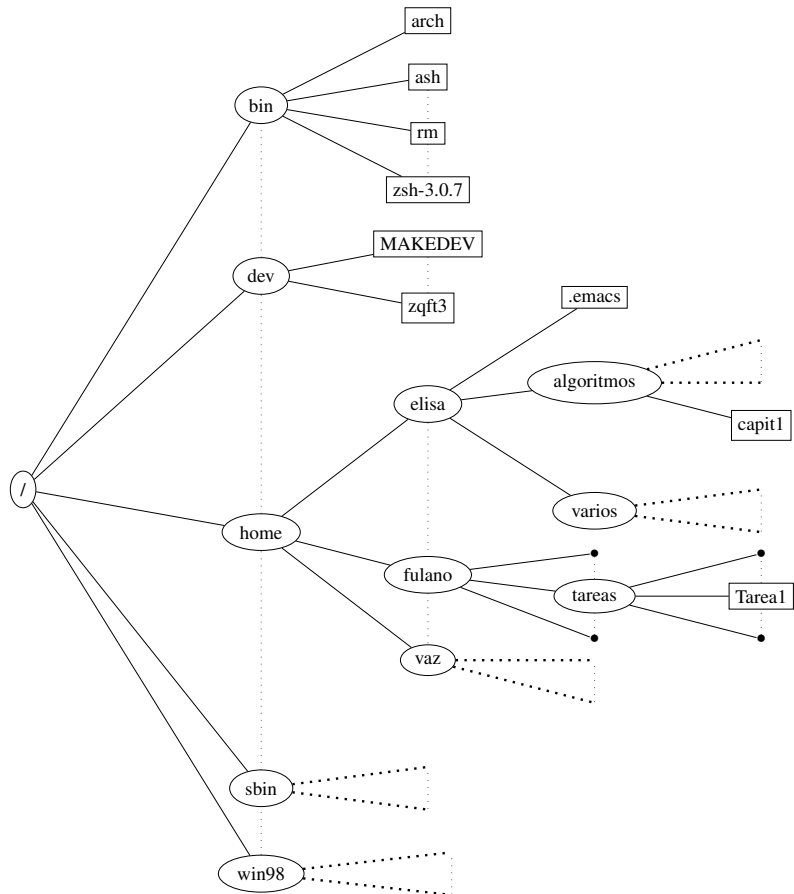 arch
ash
bin
rm
zsh-3.0.7
MAKEDEV
dev
zqft3
.emacs
algoritmos
elisa
capit1
/
varios
home
fulano
tareas
Tarea1
vaz
sbin
win98